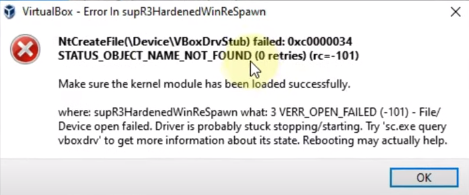 VirtualBox - Error In supR3HardenedWinReSpawn
NtCreateFile(\Device\VBoxDrvStub) failed: 0xc0000034
STATUS_OBJECT_NAME_NOT_FOUND (0 retries) (rc=-101)
Make sure the kernel module has been loaded successfully.
where: supR3HardenedWinReSpawn what: 3 VERR_OPEN_FAILED (-101) - File/
Device open failed. Driver is probably stuck stopping/starting. Try 'sc.exe query
vboxdrv' to get more information about its state. Rebooting may actually help.
OK